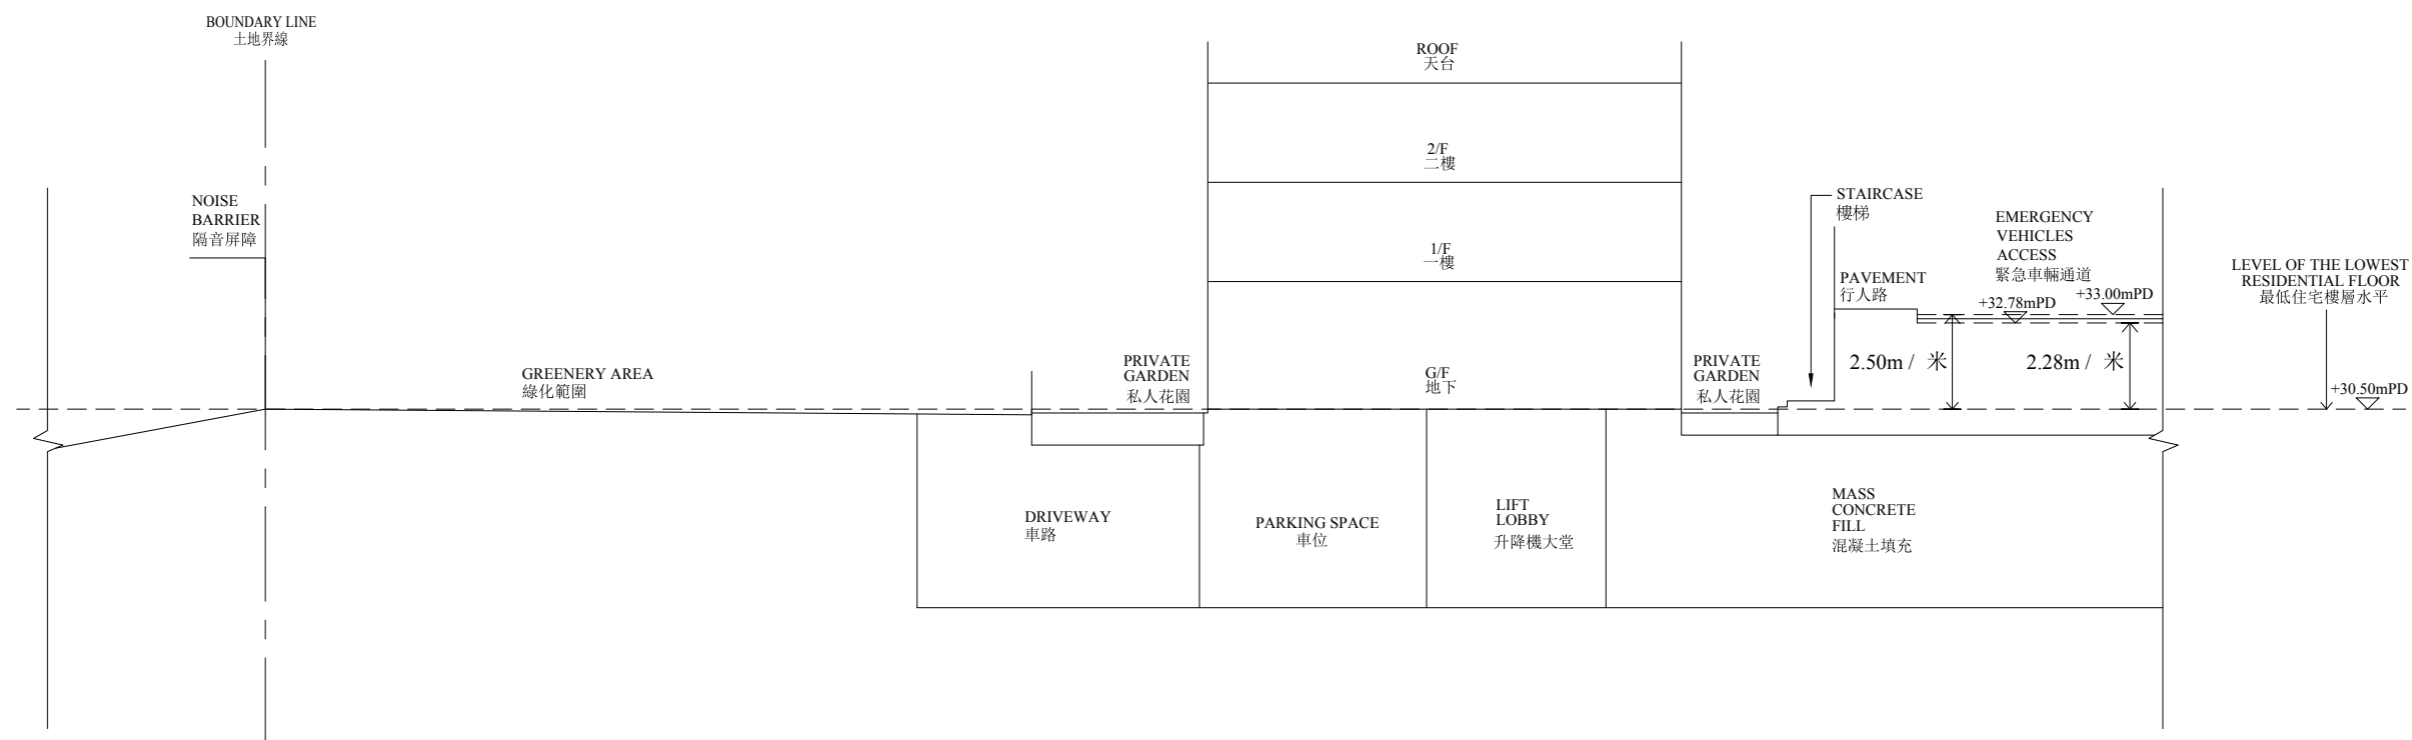 BOUNDARY LINE
土地界線
ROOF
天台
2/F
二樓
1/F
一樓
G/F
地下
NOISE
BARRIER
隔音屏障
GREENERY AREA
綠化範圍
PRIVATE
GARDEN
私人花園
PRIVATE
GARDEN
私人花園
STAIRCASE
樓梯
PAVEMENT
行人路
EMERGENCY
VEHICLES
ACCESS
緊急車輛通道
+32.78mPD
+33.00mPD
2.50m / 米
2.28m / 米
LEVEL OF THE LOWEST
RESIDENTIAL FLOOR
最低住宅樓層水平
+30.50mPD
DRIVEWAY
車路
PARKING SPACE
車位
LIFT
LOBBY
升降機大堂
MASS
CONCRETE
FILL
混凝土填充